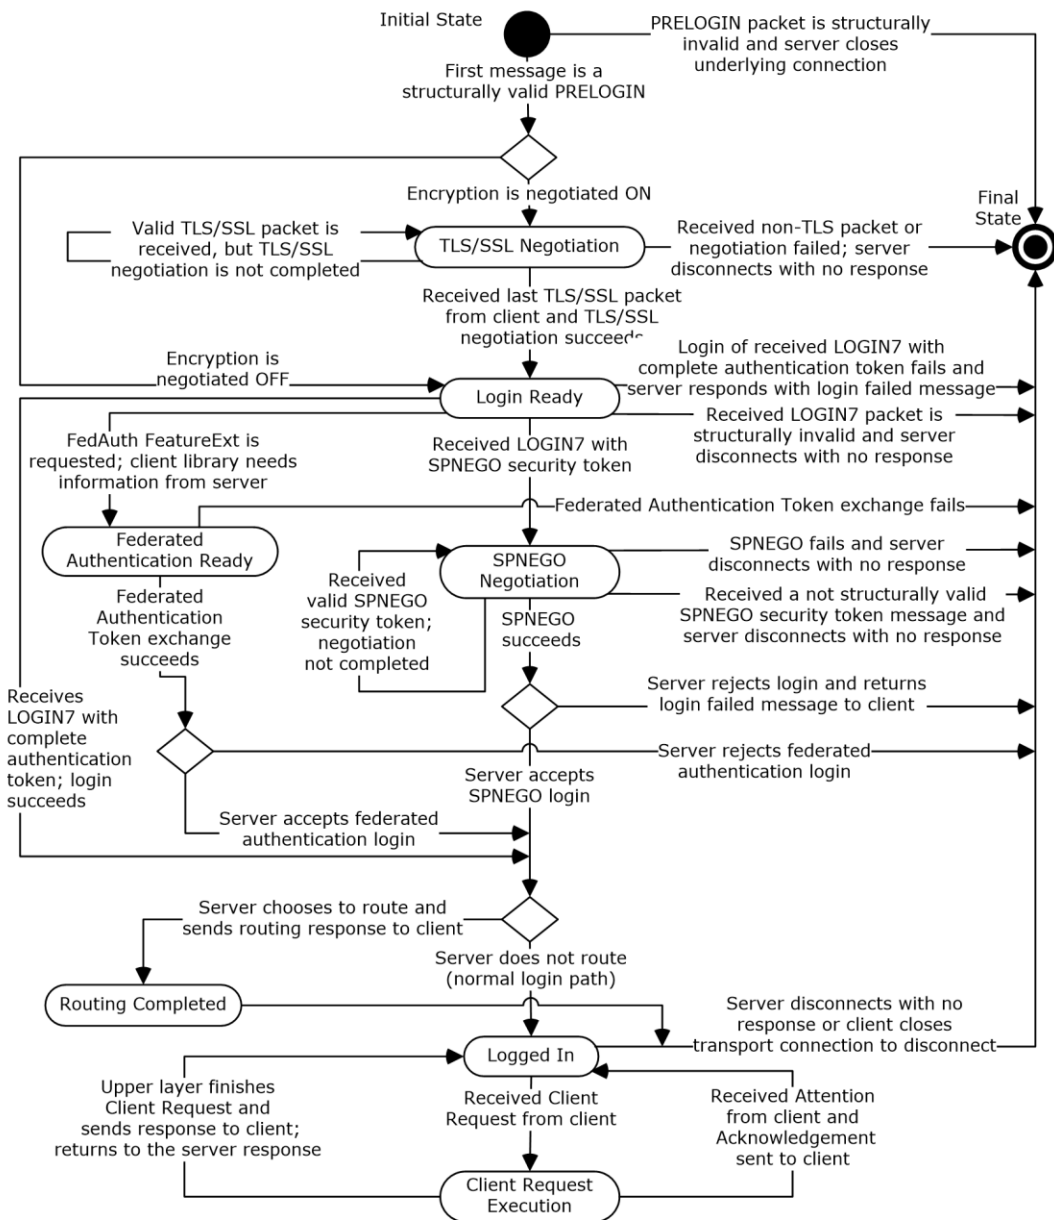 Initial State
PRELOGIN packet is structurally
invalid and server closes
underlying connection
First message is a
structurally valid PRELOGIN
Encryption is negotiated ON
Final
State
Valid TLS/SSL packet is
received, but TLS/SSL
negotiation is not completed
TLS/SSL Negotiation
Received non-TLS packet or
negotiation failed; server
disconnects with no response
Received last TLS/SSL packet
from client and TLS/SSL
negotiation succeeds
Encryption is
negotiated OFF
Login of received LOGIN7 with
complete authentication token fails and
server responds with login failed message
Login Ready
Received LOGIN7 packet is
structurally invalid and server
disconnects with no response
FedAuth FeatureExt is
requested; client library needs
information from server
Received LOGIN7 with
SPNEGO security token
Federated Authentication Token exchange fails
Federated
Authentication Ready
SPNEGO
Negotiation
SPNEGO fails and server
disconnects with no response
Received
valid SPNEGO
security token;
negotiation
not completed
Received a not structurally valid
SPNEGO security token message and
server disconnects with no response
Federated
Authentication
Token exchange
succeeds
SPNEGO
succeeds
Server rejects login and returns
login failed message to client
Receives
LOGIN7 with
complete
authentication
token; login
succeeds
Server rejects federated
authentication login
Server accepts
SPNEGO login
Server accepts federated
authentication login
Server chooses to route and
sends routing response to client
Server does not route
(normal login path)
Routing Completed
Server disconnects with no
response or client closes
transport connection to disconnect
Logged In
Upper layer finishes
Client Request and
sends response to client;
returns to the server response
Received Client
Request from client
Received Attention
from client and
Acknowledgement
sent to client
Client Request
Execution